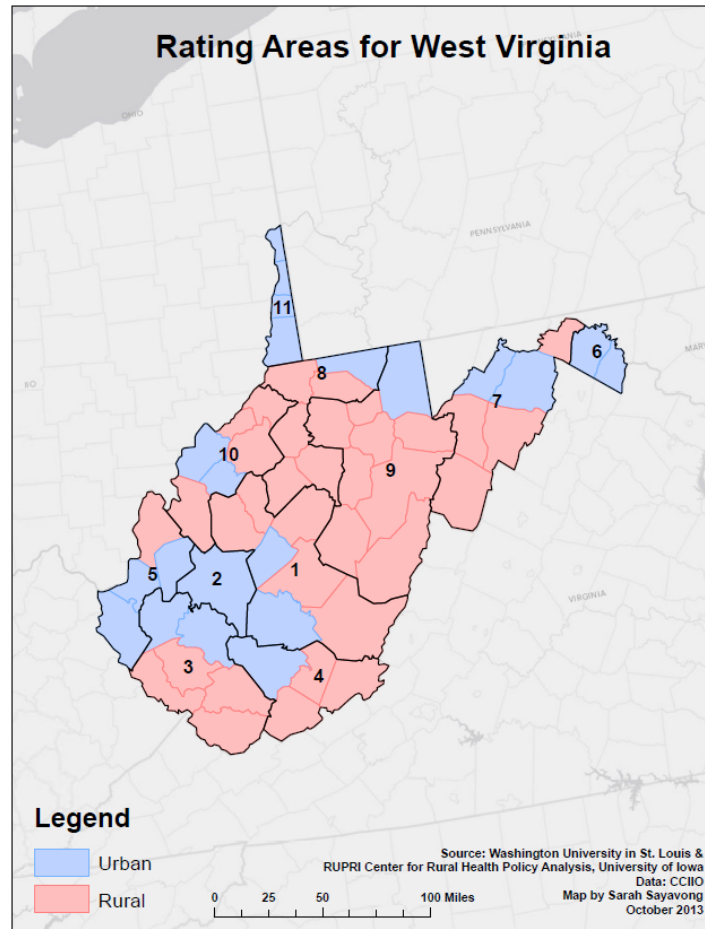 Rating Areas for West Virginia
OHIO
PENNSYLVANIA
11
6
8
7
10
9
1
5
2
VIRGINIA
3
4
Legend
Urban
Rural
Source: Washington University in St. Louis &
RUPRI Center for Rural Health Policy Analysis, University of Iowa
Data: CCIIO
Map by Sarah Sayavong
October 2013
0 25 50 100 Miles